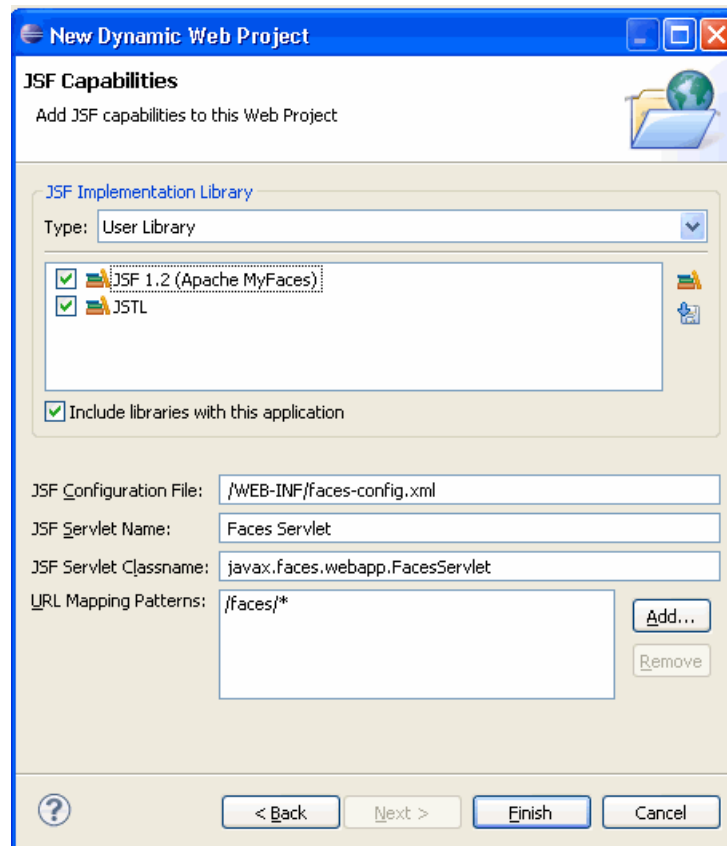 New Dynamic Web Project
JSF Capabilities
Add JSF capabilities to this Web Project
JSF Implementation Library
Type: User Library
JSF 1.2 (Apache MyFaces)
JSTL
Include libraries with this application
JSF Configuration File: /WEB-INF/faces-config.xml
JSF Servlet Name: Faces Servlet
JSF Servlet Classname: javax.faces.webapp.FacesServlet
URL Mapping Patterns: /faces/*
Add...
Remove
? < Back Next > Finish Cancel